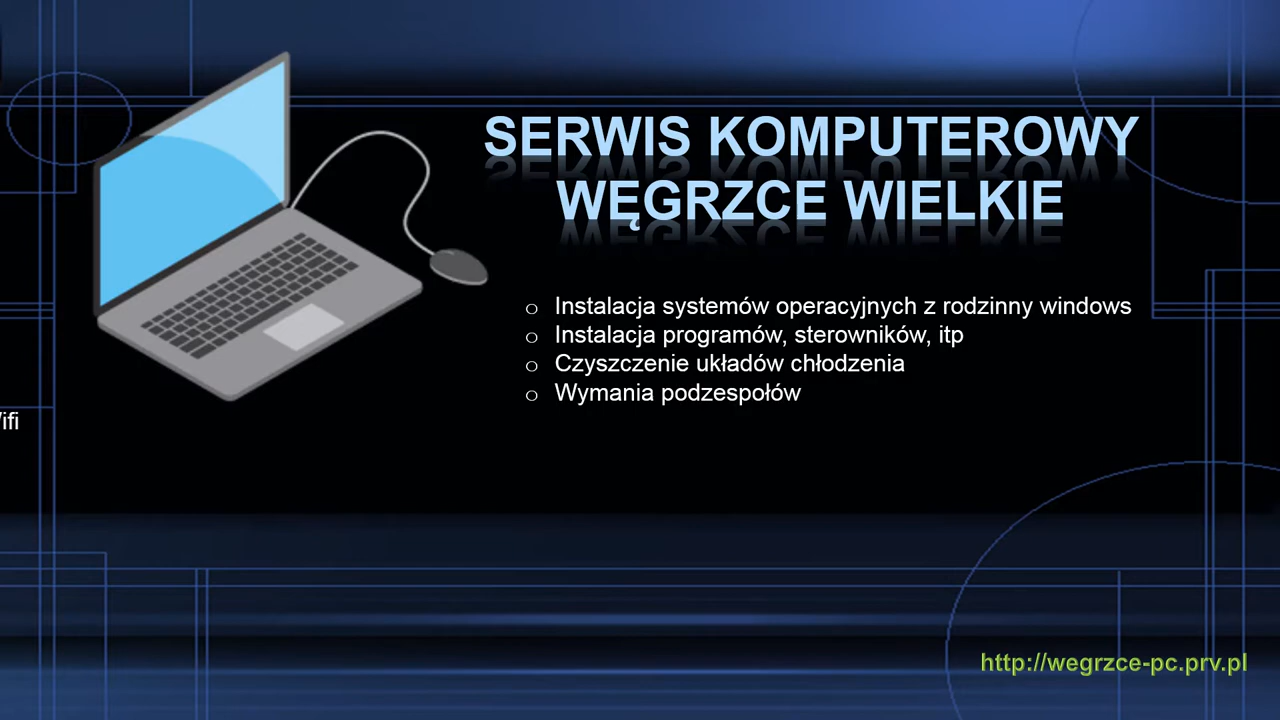 SERWIS KOMPUTEROWY
WĘGRZCE WIELKIE
o Instalacja systemów operacyjnych z rodzinny windows
o Instalacja programów, sterowników, itp
o Czyszczenie układów chłodzenia
o Wymania podzespołów
ifi
http://wegrzce-pc.prv.pl